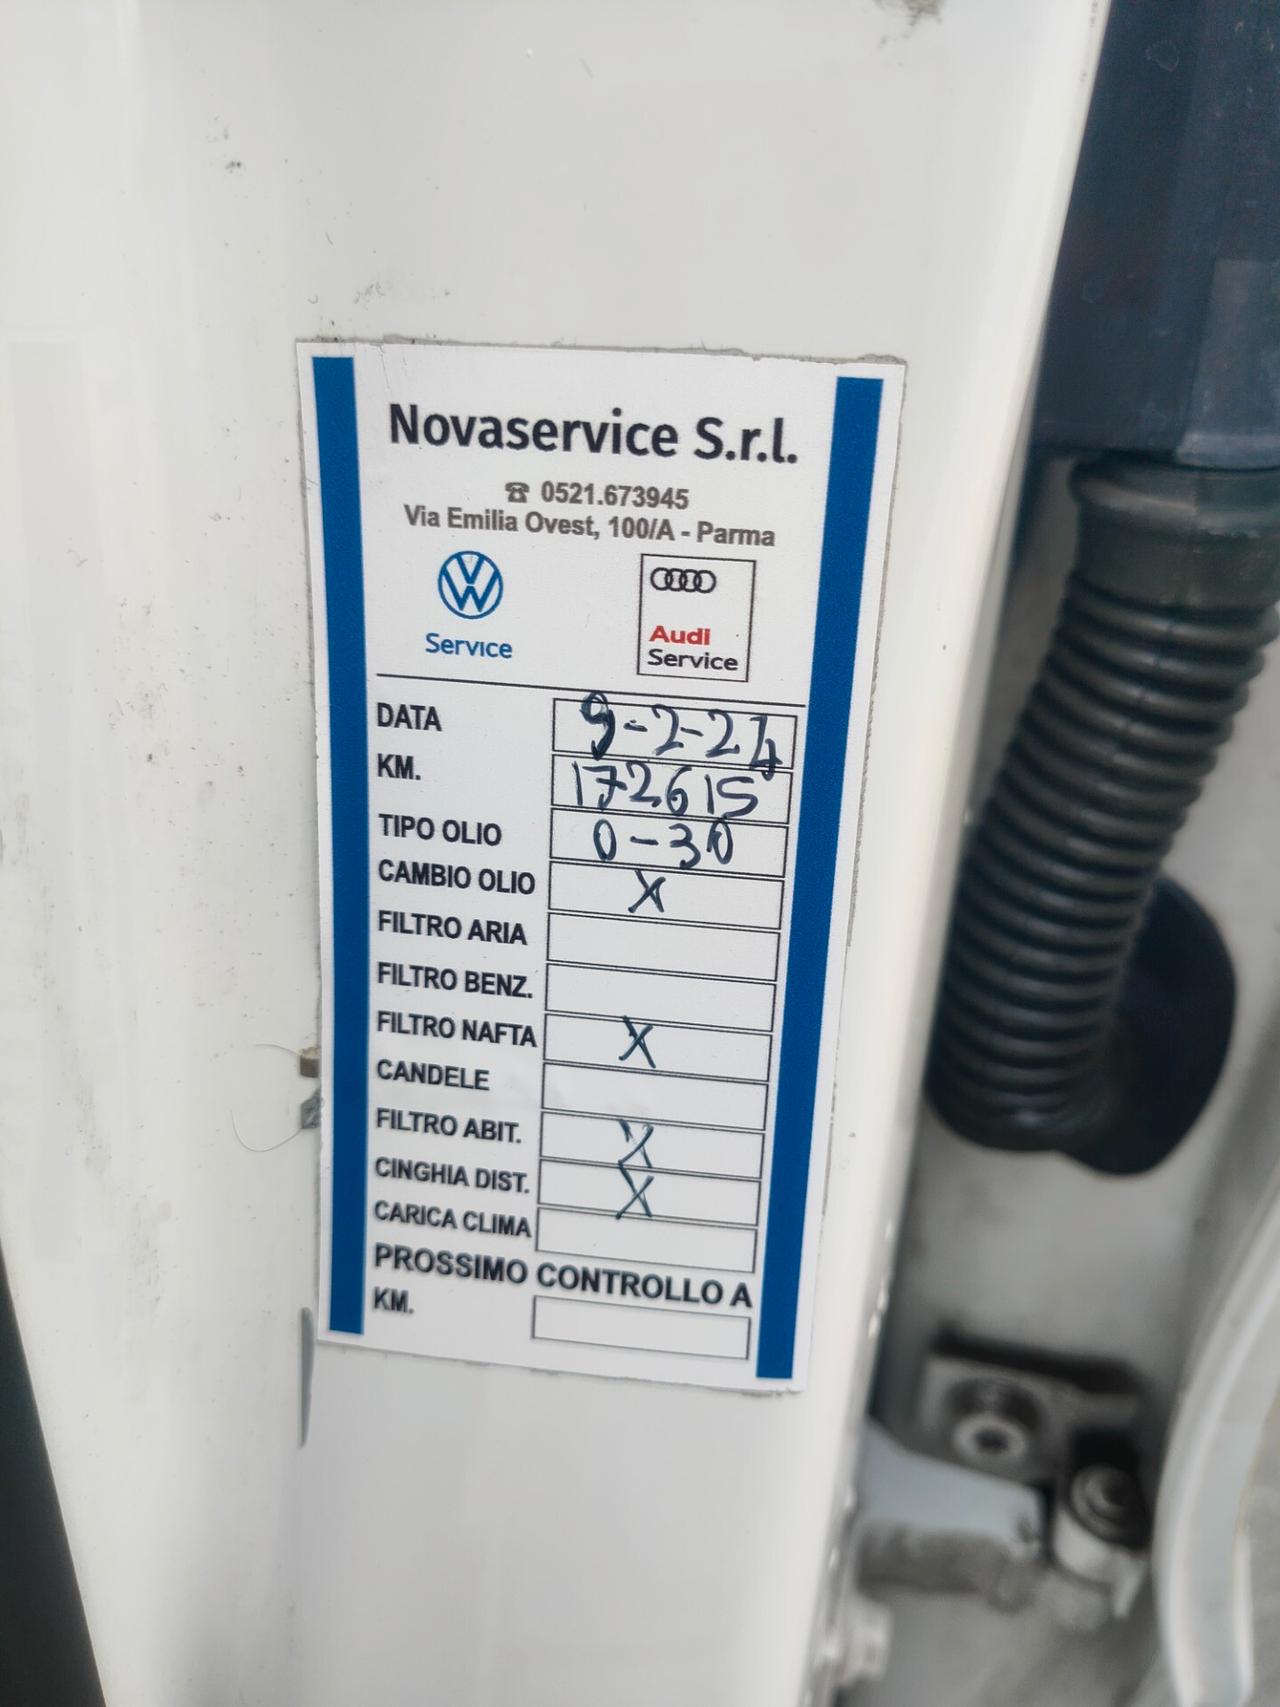 Novaservice S.r.l.
☎ 0521.673945
Via Emilia Ovest, 100/A - Parma
Service
Audi
Service
DATA 9-2-24
KM. 172615
TIPO OLIO 0-30
CAMBIO OLIO X
FILTRO ARIA
FILTRO BENZ.
FILTRO NAFTA X
CANDELE
FILTRO ABIT. X
CINGHIA DIST. X
CARICA CLIMA
PROSSIMO CONTROLLO A
KM.